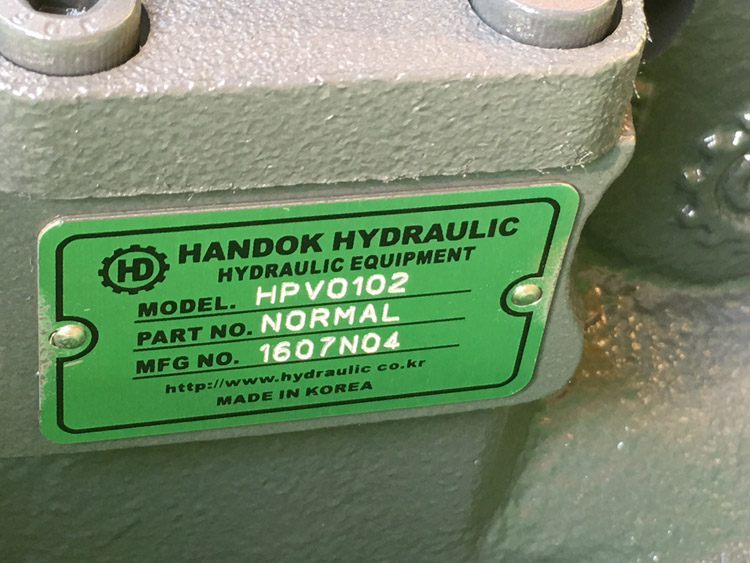 HD HANDOK HYDRAULIC
HYDRAULIC EQUIPMENT
MODEL. HPV0102
PART NO. NORMAL
MFG NO. 1607N04
http://www.hydraulic.co.kr
MADE IN KOREA